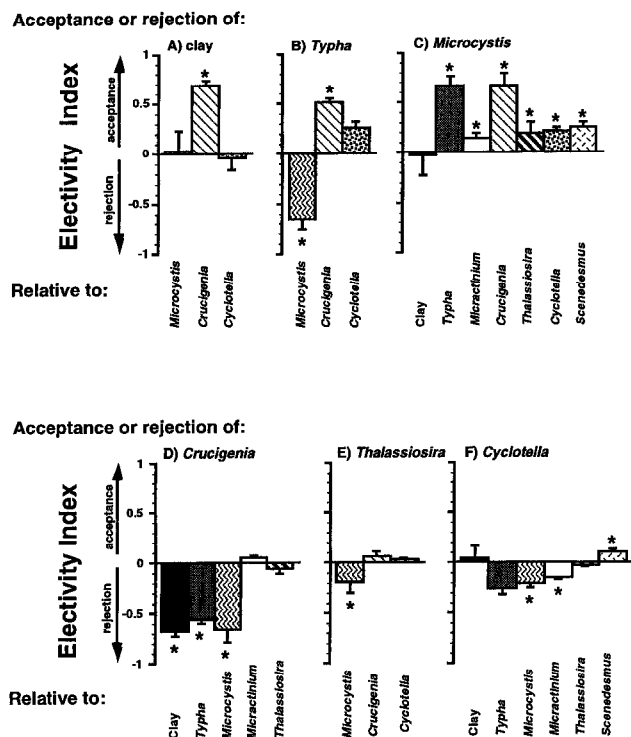 Acceptance or rejection of:
A) clay
B) Typha
C) Microcystis
Electivity Index
acceptance
rejection
1
0.5
0
-0.5
-1
* * * * * * * * *
Relative to:
Microcystis
Crucigenia
Cyclotella
Microcystis
Crucigenia
Cyclotella
Clay
Typha
Micractinium
Crucigenia
Thalassiosira
Cyclotella
Scenedesmus
Acceptance or rejection of:
D) Crucigenia
E) Thalassiosira
F) Cyclotella
Electivity Index
acceptance
rejection
1
0.5
0
-0.5
-1
* * * * * * *
Relative to:
Clay
Typha
Microcystis
Micractinium
Thalassiosira
Microcystis
Crucigenia
Cyclotella
Clay
Typha
Microcystis
Micractinium
Thalassiosira
Scenedesmus